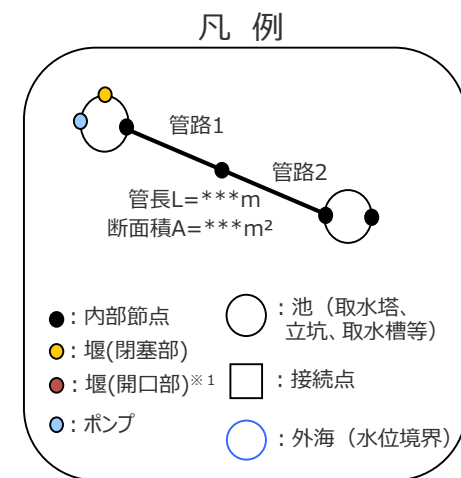 凡 例
管路1
管路2
管長L=***m
断面積A=***m²
：内部節点
：堰(閉塞部)
：堰(開口部)※1
：ポンプ
：池（取水塔、
立坑、取水槽等）
：接続点
：外海（水位境界）